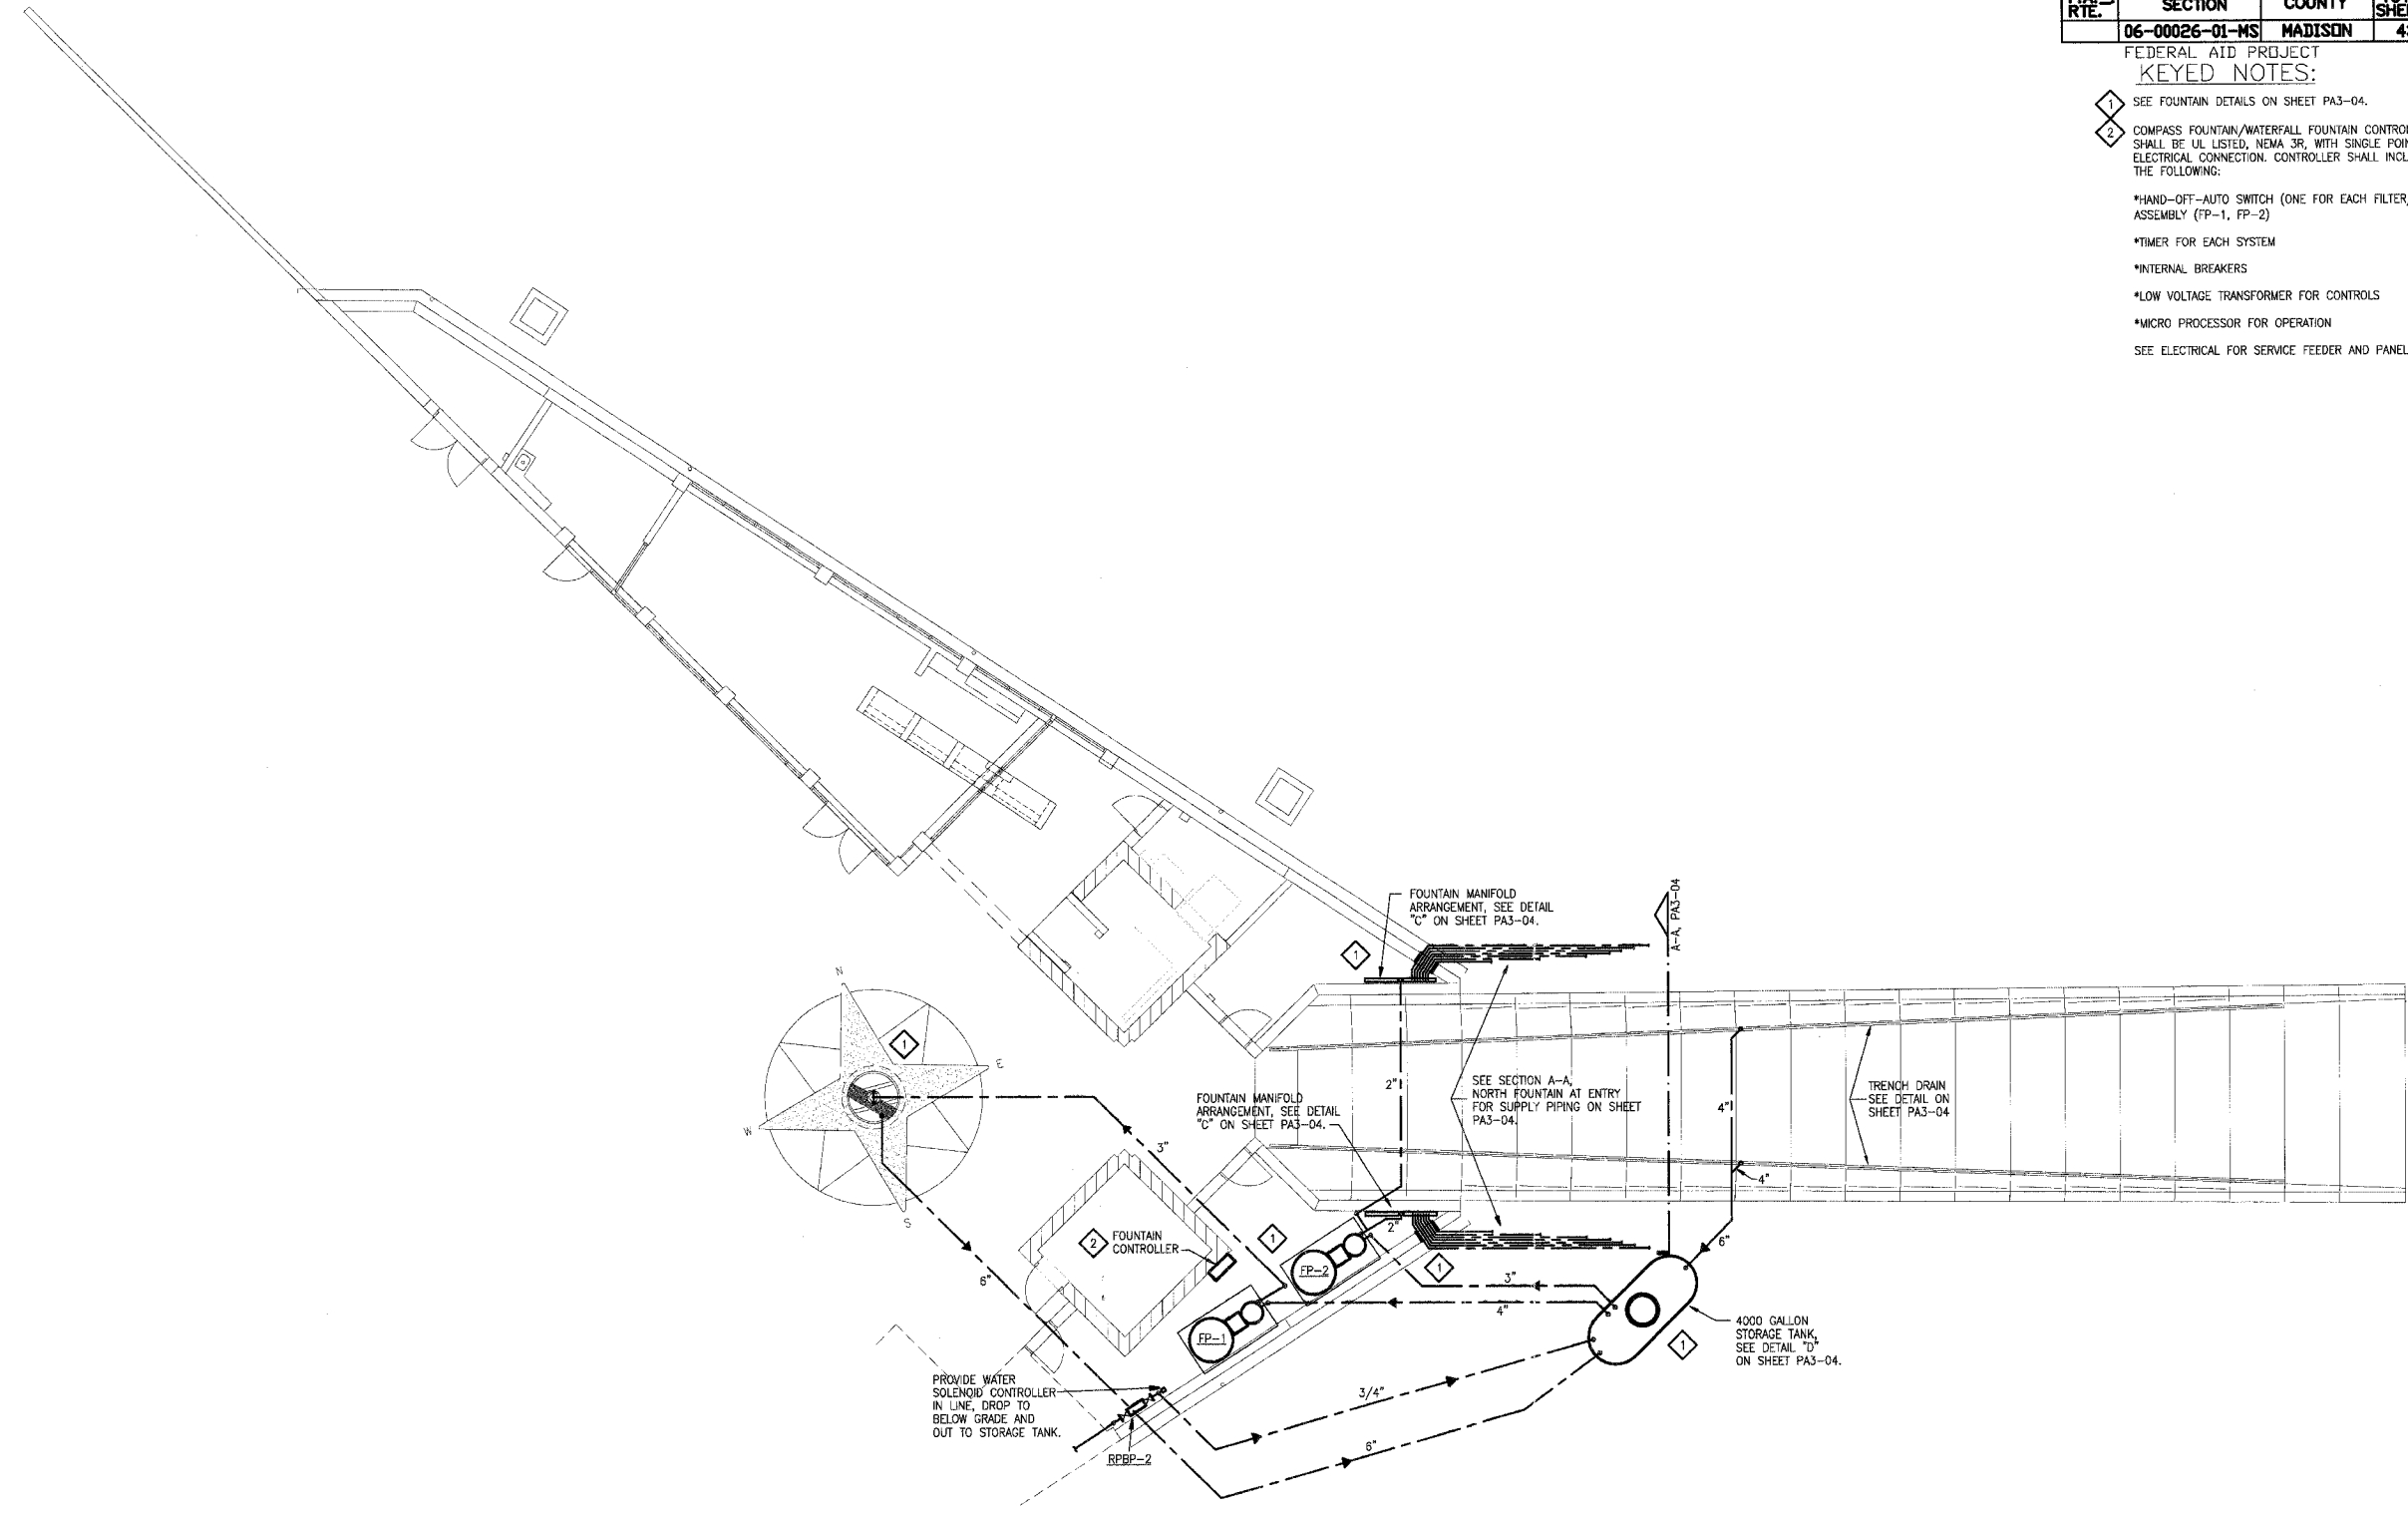 RTE.
SECTION
COUNTY
06-00026-01-MS
MADISON
FEDERAL AID PROJECT
KEYED NOTES:
1
SEE FOUNTAIN DETAILS ON SHEET PA3-04.
2
COMPASS FOUNTAIN/WATERFALL FOUNTAIN
SHALL BE UL LISTED, NEMA 3R, WITH SINGLE
ELECTRICAL CONNECTION. CONTROLLER SHALL
THE FOLLOWING:
*HAND-OFF-AUTO SWITCH (ONE FOR EACH FILTER/
ASSEMBLY (FP-1, FP-2)
*TIMER FOR EACH SYSTEM
*INTERNAL BREAKERS
*LOW VOLTAGE TRANSFORMER FOR CONTROLS
*MICRO PROCESSOR FOR OPERATION
SEE ELECTRICAL FOR SERVICE FEEDER AND PANEL
FOUNTAIN MANIFOLD
ARRANGEMENT, SEE DETAIL
"C" ON SHEET PA3-04.
A-A, PA3-04
1
N
1
E
W
S
2"
FOUNTAIN MANIFOLD
ARRANGEMENT, SEE DETAIL
"C" ON SHEET PA3-04.
SEE SECTION A-A,
NORTH FOUNTAIN AT ENTRY
FOR SUPPLY PIPING ON SHEET
PA3-04.
4"
TRENCH DRAIN
SEE DETAIL ON
SHEET PA3-04
3"
4"
2"
2
FOUNTAIN
CONTROLLER
1
FP-2
1
6"
6"
3"
4"
FP-1
4000 GALLON
STORAGE TANK,
SEE DETAIL "D"
ON SHEET PA3-04.
1
PROVIDE WATER
SOLENOID CONTROLLER
IN LINE, DROP TO
BELOW GRADE AND
OUT TO STORAGE TANK.
3/4"
6"
RPBP-2